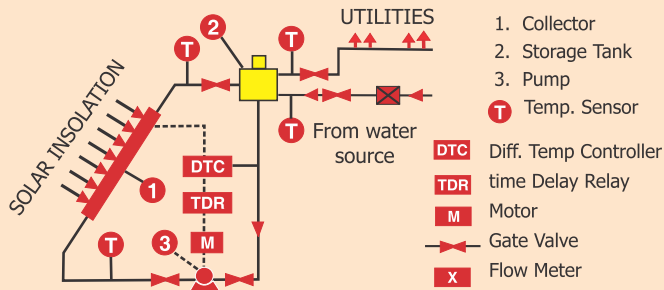 UTILITIES
2
T
T
SOLAR INSOLATION
From water
source
T
DTC
1
TDR
T
3
M
1. Collector
2. Storage Tank
3. Pump
T Temp. Sensor
DTC Diff. Temp Controller
TDR time Delay Relay
M Motor
Gate Valve
X Flow Meter